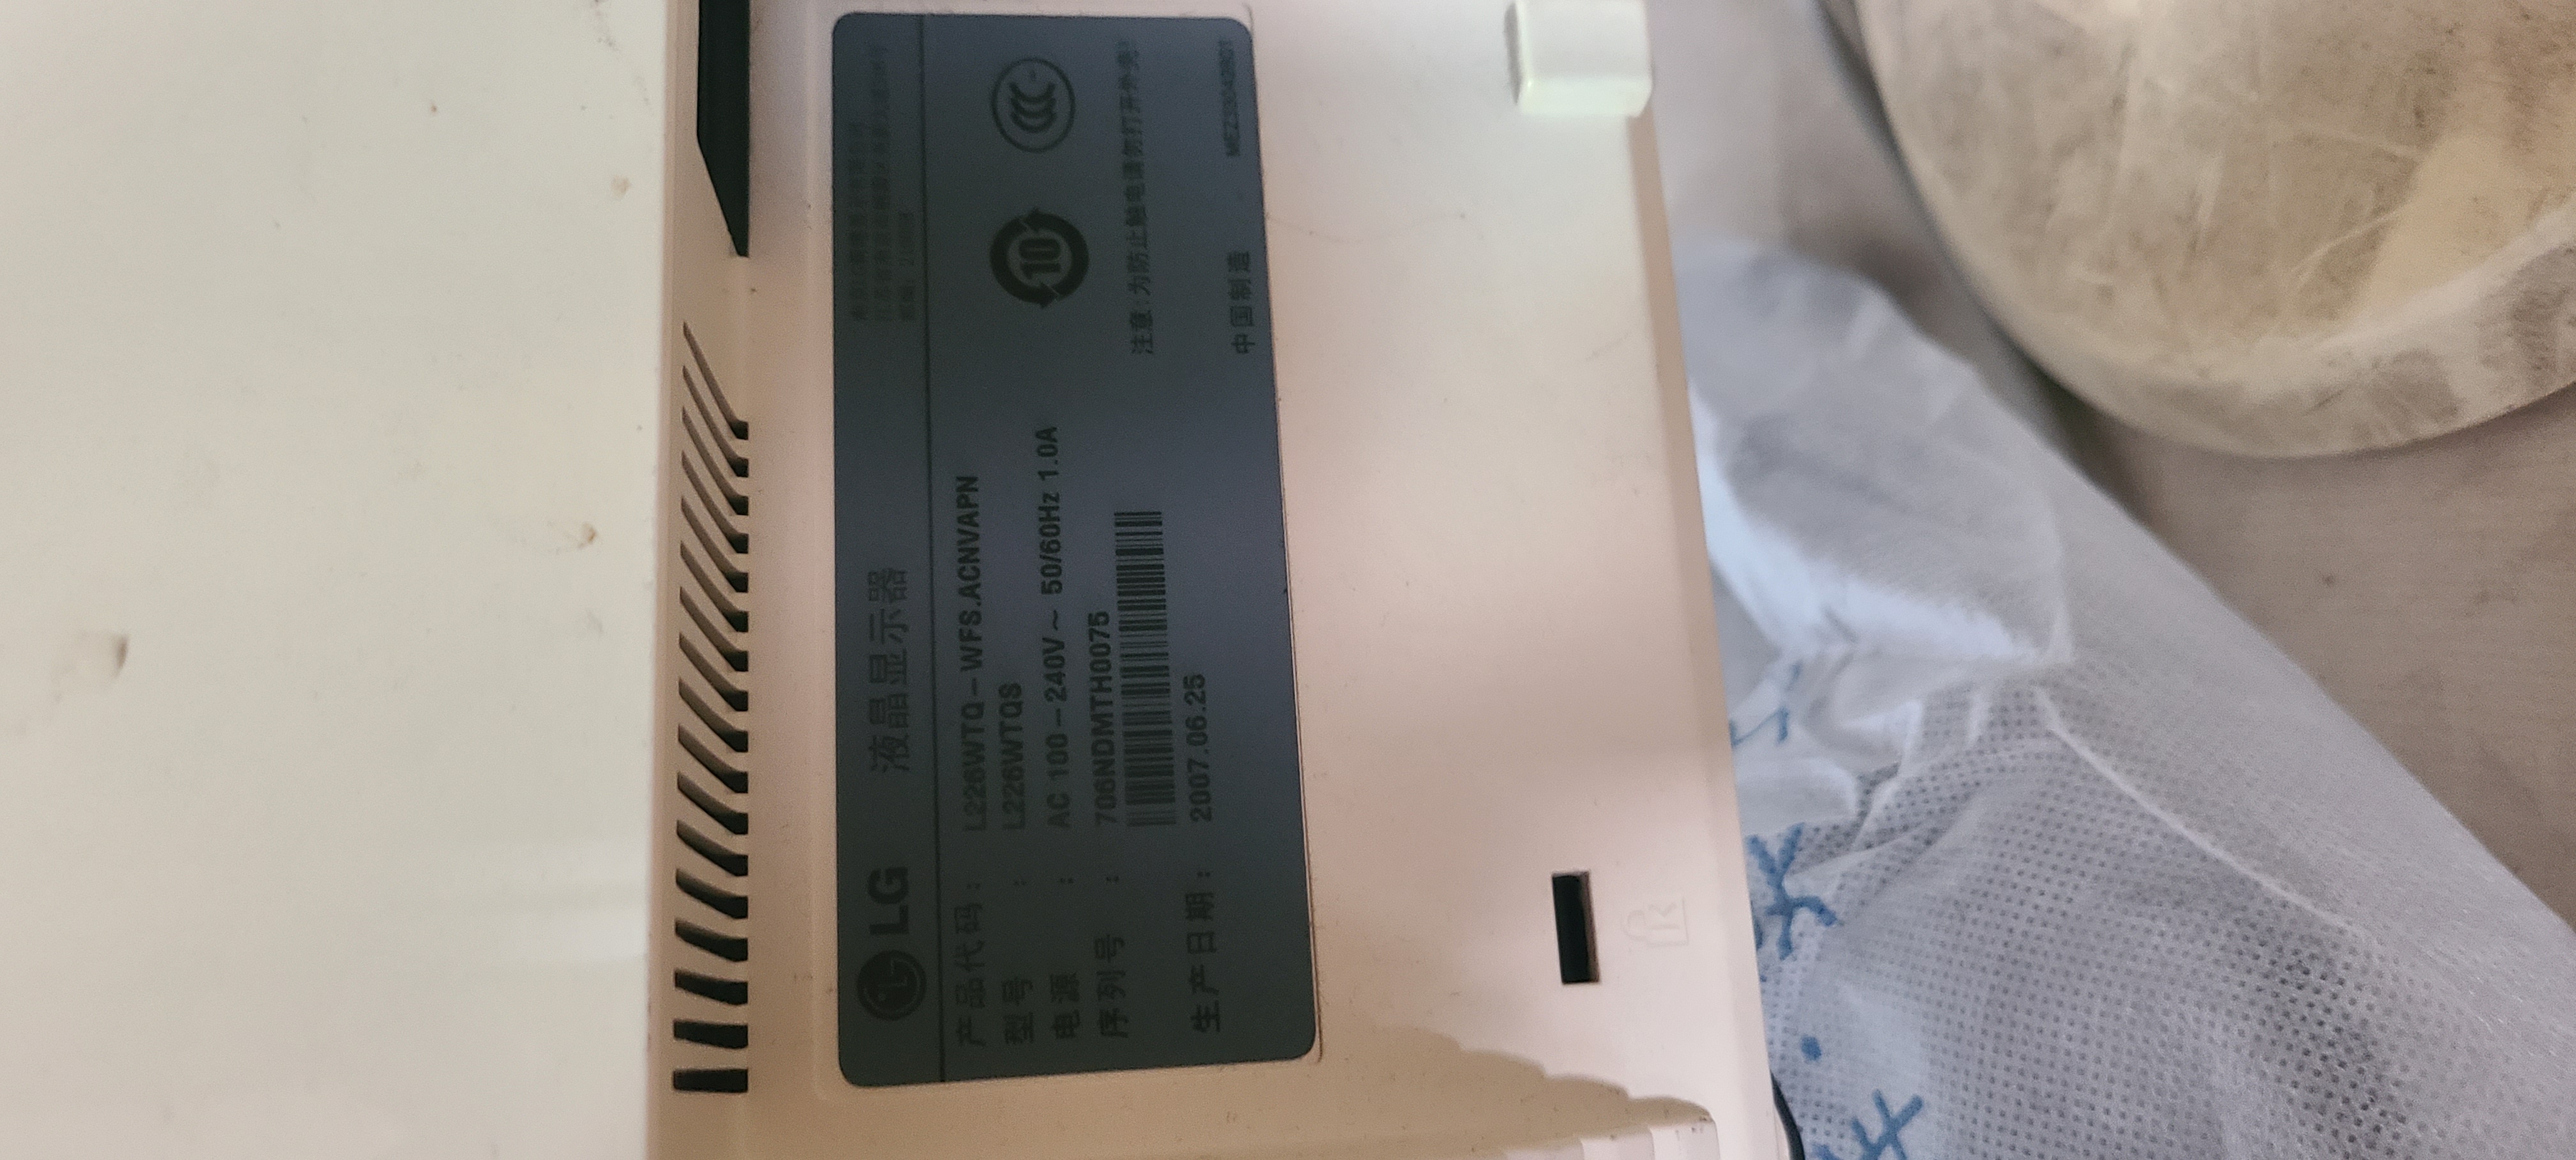 LG 液晶显示器
产品代码 : L226WTQ-WFS.ACNVAPN
型号 : L226WTQS
电源 : AC 100-240V~ 50/60Hz 1.0A
序列号 : 706NDMTH0075
生产日期 : 2007.06.25
10
CCC
注意:为防止触电请勿打开外壳!
中国制造